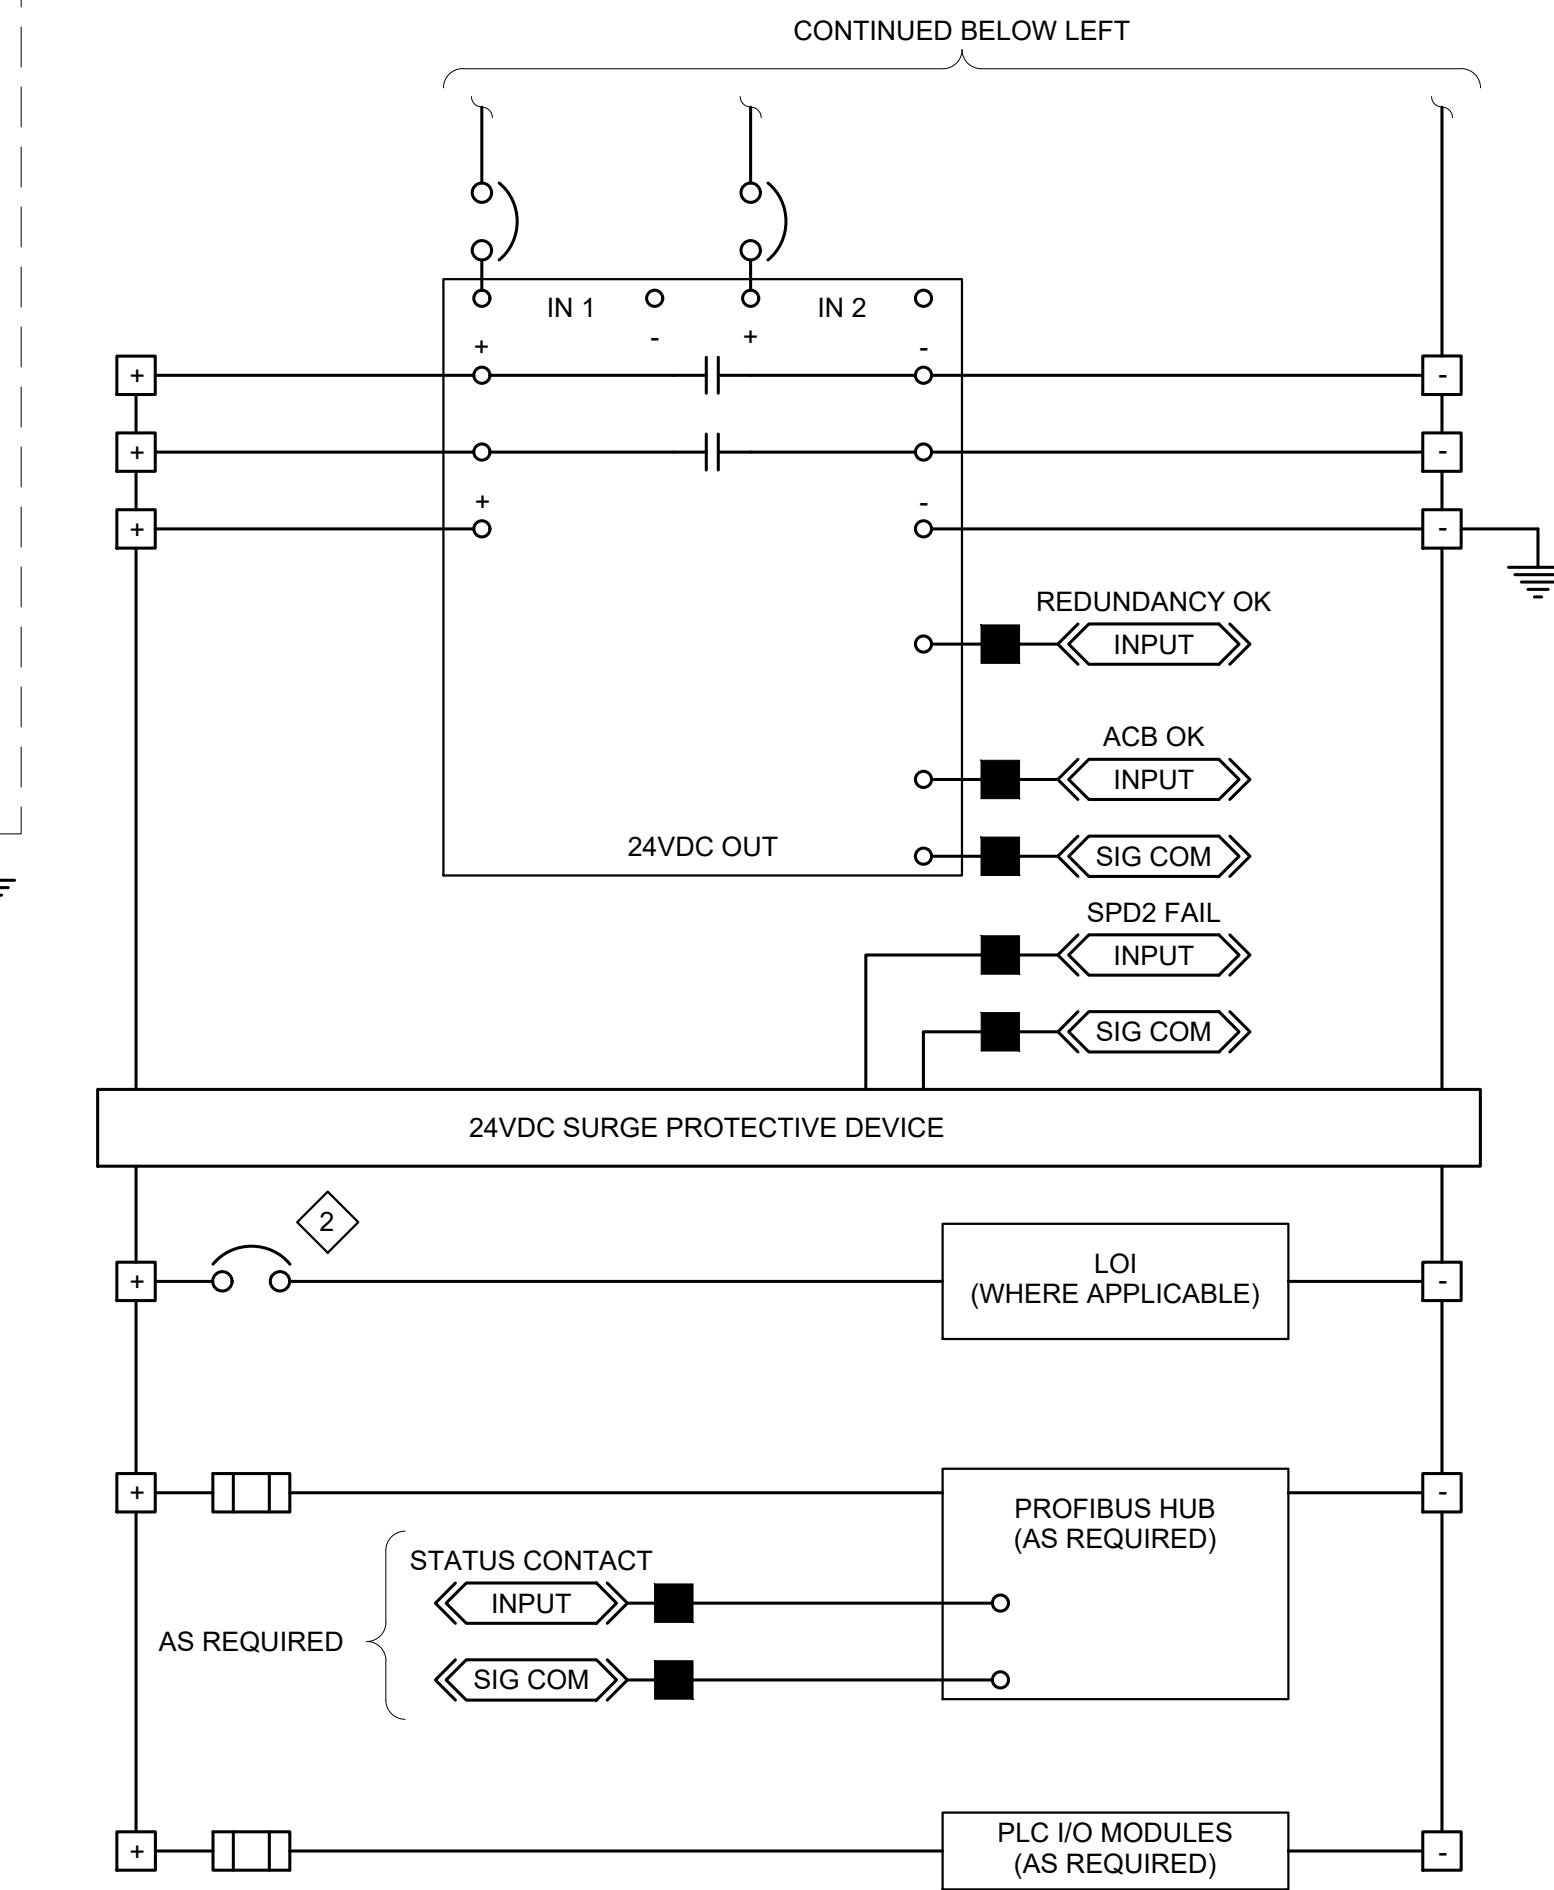 CONTINUED BELOW LEFT
IN 1
IN 2
+
-
+
-
+
-
+
-
+
-
+
-
REDUNDANCY OK
INPUT
ACB OK
INPUT
24VDC OUT
SIG COM
SPD2 FAIL
INPUT
SIG COM
24VDC SURGE PROTECTIVE DEVICE
2
+
LOI
(WHERE APPLICABLE)
-
+
PROFIBUS HUB
(AS REQUIRED)
-
STATUS CONTACT
INPUT
AS REQUIRED
SIG COM
+
PLC I/O MODULES
(AS REQUIRED)
-